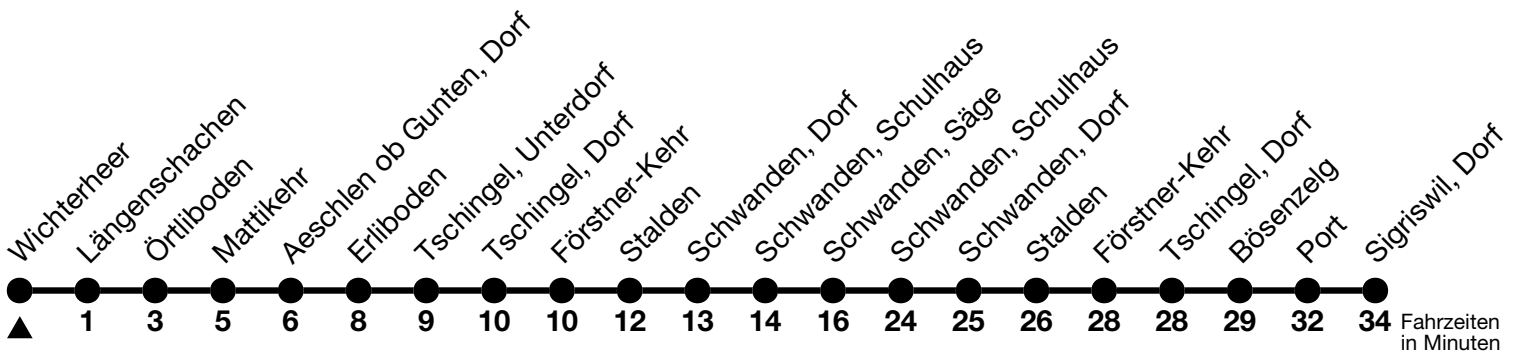 Wichterheer
Längenschachen
Örtliboden
Mattikehr
Aeschlen ob Gunten, Dorf
Erliboden
Tschingel, Unterdorf
Tschingel, Dorf
Förstner-Kehr
Stalden
Schwanden, Dorf
Schwanden, Schulhaus
Schwanden, Säge
Schwanden, Schulhaus
Schwanden, Dorf
Stalden
Förstner-Kehr
Tschingel, Dorf
Bösenzelg
Port
Sigriswil, Dorf
1 3 5 6 8 9 10 10 12 13 14 16 24 25 26 28 28 29 32 34 Fahrzeiten
in Minuten